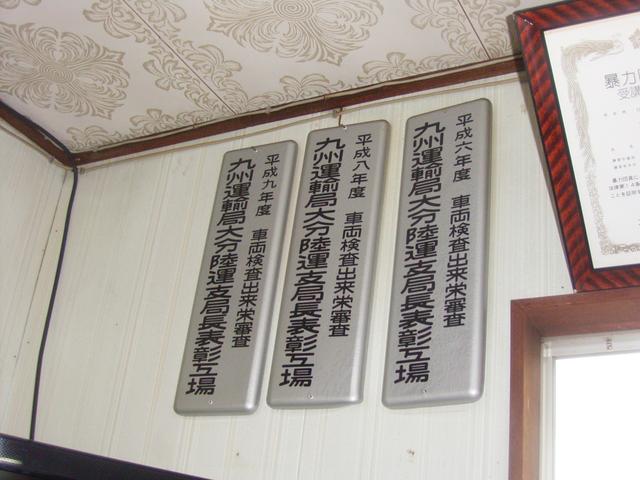 平成六年度 車両検査出来栄審査
九州運輸局大分陸運支局長表彰工場
平成八年度 車両検査出来栄審査
九州運輸局大分陸運支局長表彰工場
平成九年度 車両検査出来栄審査
九州運輸局大分陸運支局長表彰工場
暴力
受講